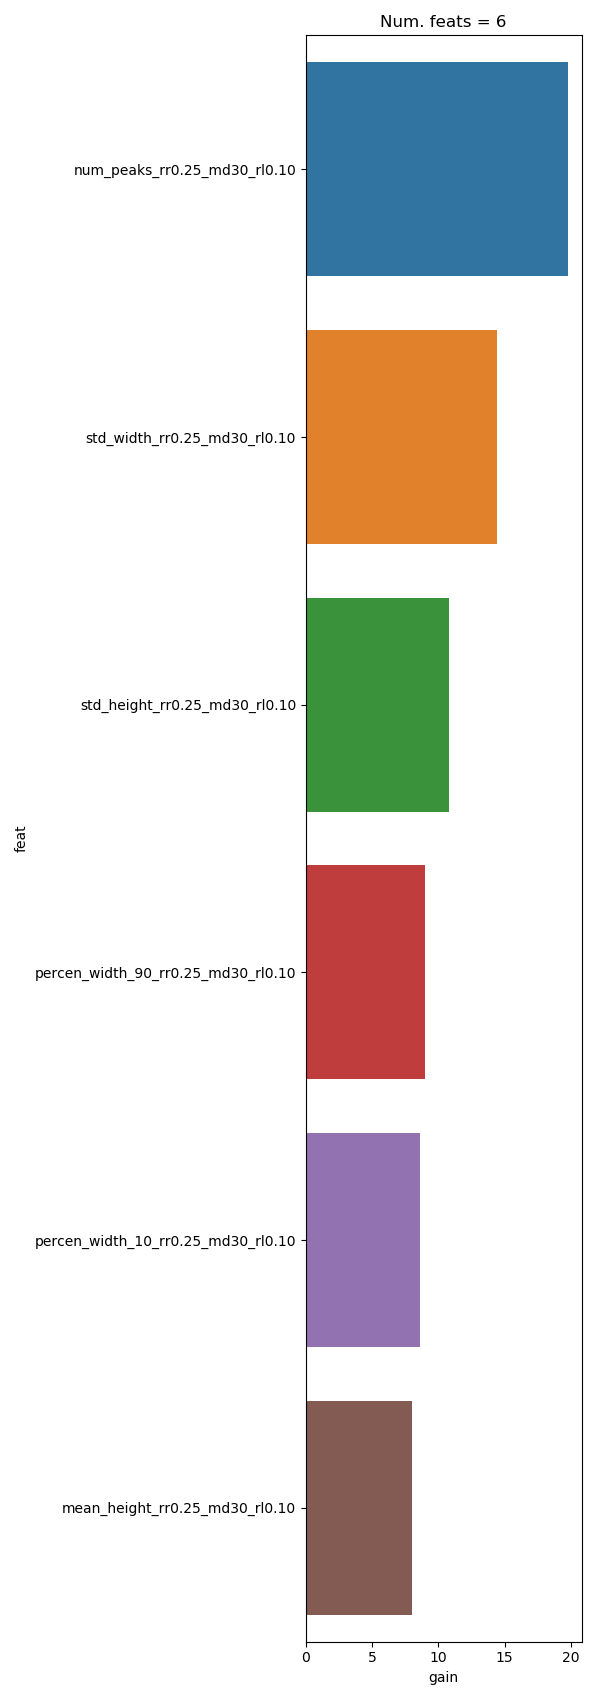 Num. feats = 6
num_peaks_rr0.25_md30_rl0.10
std_width_rr0.25_md30_rl0.10
std_height_rr0.25_md30_rl0.10
feat
percen_width_90_rr0.25_md30_rl0.10
percen_width_10_rr0.25_md30_rl0.10
mean_height_rr0.25_md30_rl0.10
0 5 10 15 20
gain